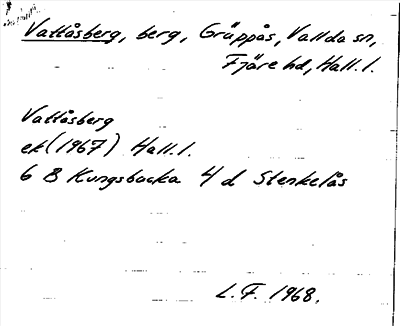 Vattåsberg, berg, Gräppås, Vallda sn,
Fjäre hd, Hall. l.
Vattåsberg
ek (1967) Hall. l.
6 B Kungsbacka 4 d Stenkelås
L. F. 1968.